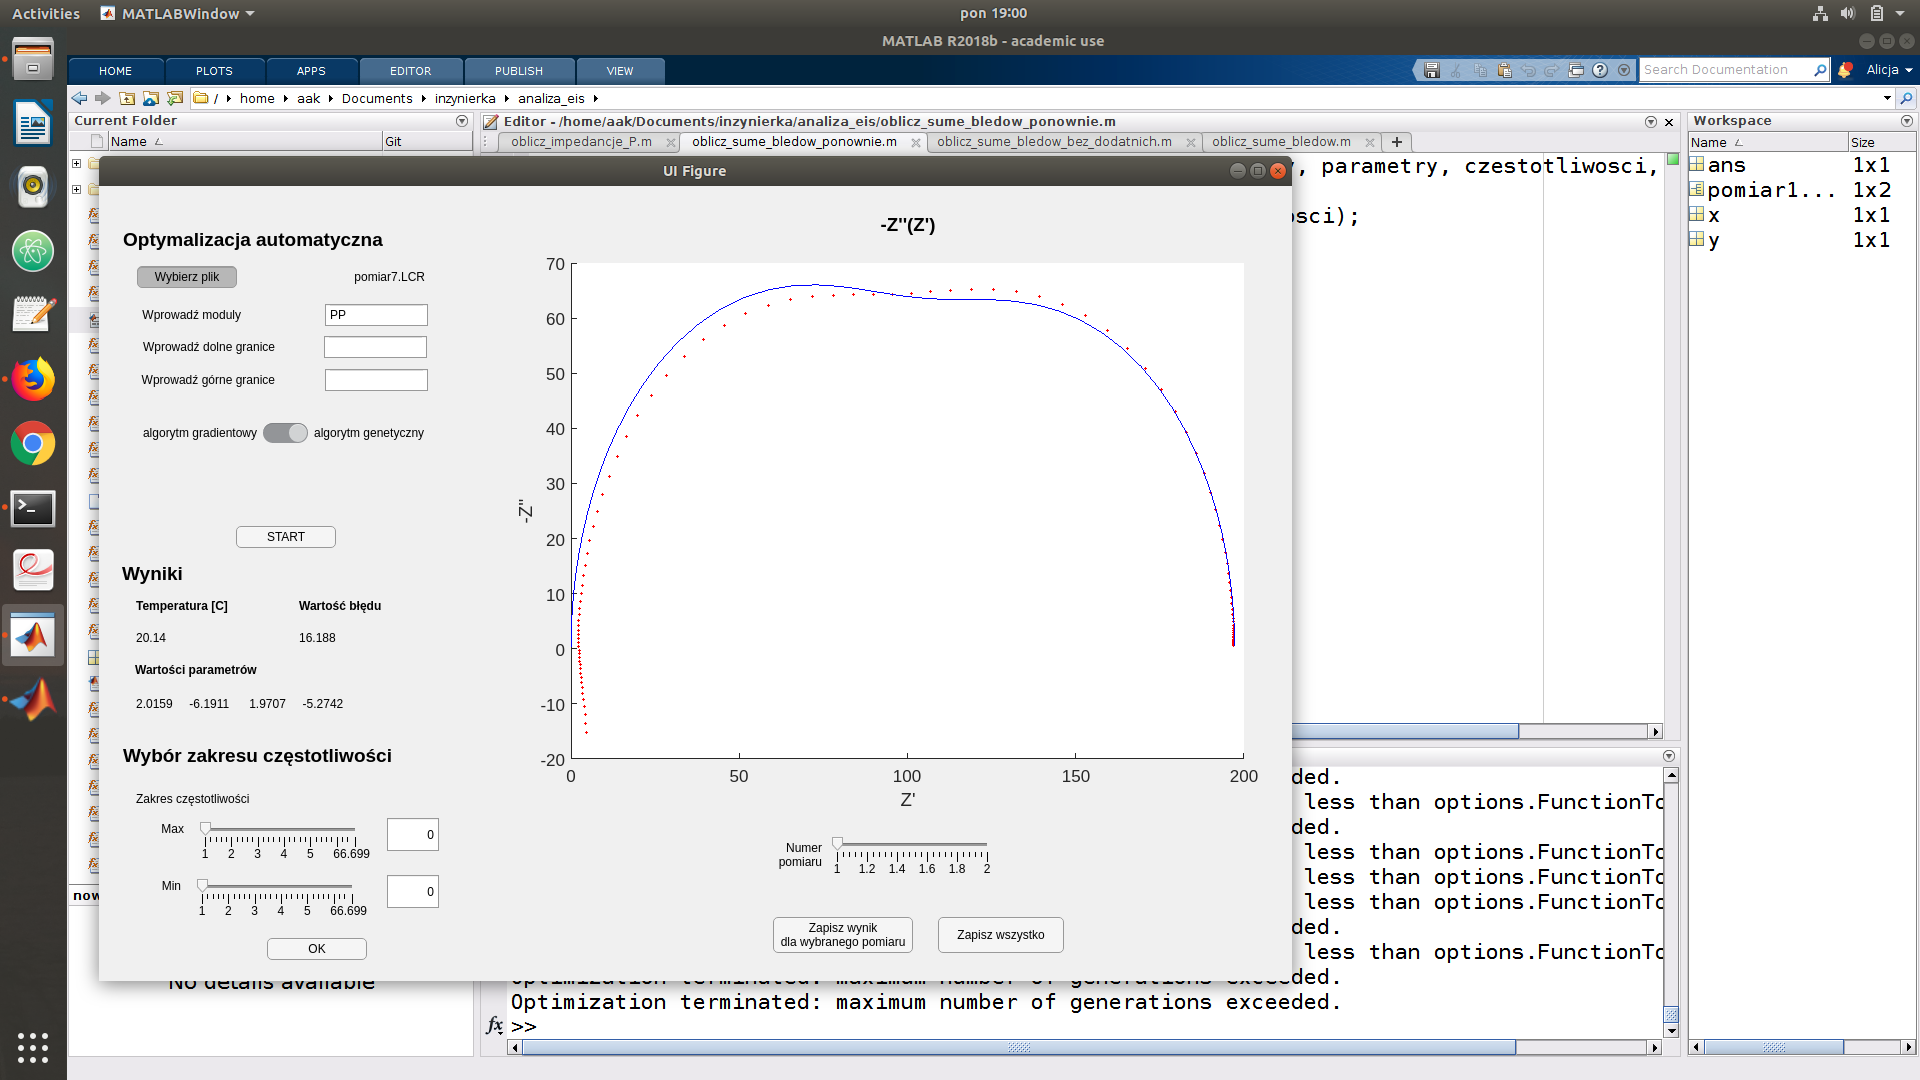 Activities
MATLABWindow
pon 19:00
MATLAB R2018b - academic use
HOME
PLOTS
APPS
EDITOR
PUBLISH
VIEW
Search Documentation
Alicja
/ home aak Documents inzynierka analiza_eis
Current Folder
Name
Git
Editor - /home/aak/Documents/inzynierka/analiza_eis/oblicz_sume_bledow_ponownie.m
oblicz_impedancje_P.m
oblicz_sume_bledow_ponownie.m
oblicz_sume_bledow_bez_dodatnich.m
oblicz_sume_bledow.m
parametry, czestotliwosci,
osci);
Workspace
Name
Size
ans 1x1
pomiar1... 1x2
x 1x1
y 1x1
UI Figure
Optymalizacja automatyczna
Wybierz plik
pomiar7.LCR
Wprowadź moduly
PP
Wprowadź dolne granice
Wprowadź górne granice
algorytm gradientowy
algorytm genetyczny
START
Wyniki
Temperatura [C]
Wartość błędu
20.14
16.188
Wartości parametrów
2.0159 -6.1911 1.9707 -5.2742
Wybór zakresu częstotliwości
Zakres częstotliwości
Max
1 2 3 4 5 66.699
0
Min
1 2 3 4 5 66.699
0
OK
-Z''(Z')
70
60
50
40
30
20
10
0
-10
-20
0 50 100 150 200
-Z''
Z'
Numer
pomiaru
1 1.2 1.4 1.6 1.8 2
Zapisz wynik
dla wybranego pomiaru
Zapisz wszystko
now
No details available
ded.
less than options.FunctionTo
ded.
less than options.FunctionTo
less than options.FunctionTo
less than options.FunctionTo
ded.
less than options.FunctionTo
Optimization terminated: maximum number of generations exceeded.
Optimization terminated: maximum number of generations exceeded.
fx >>